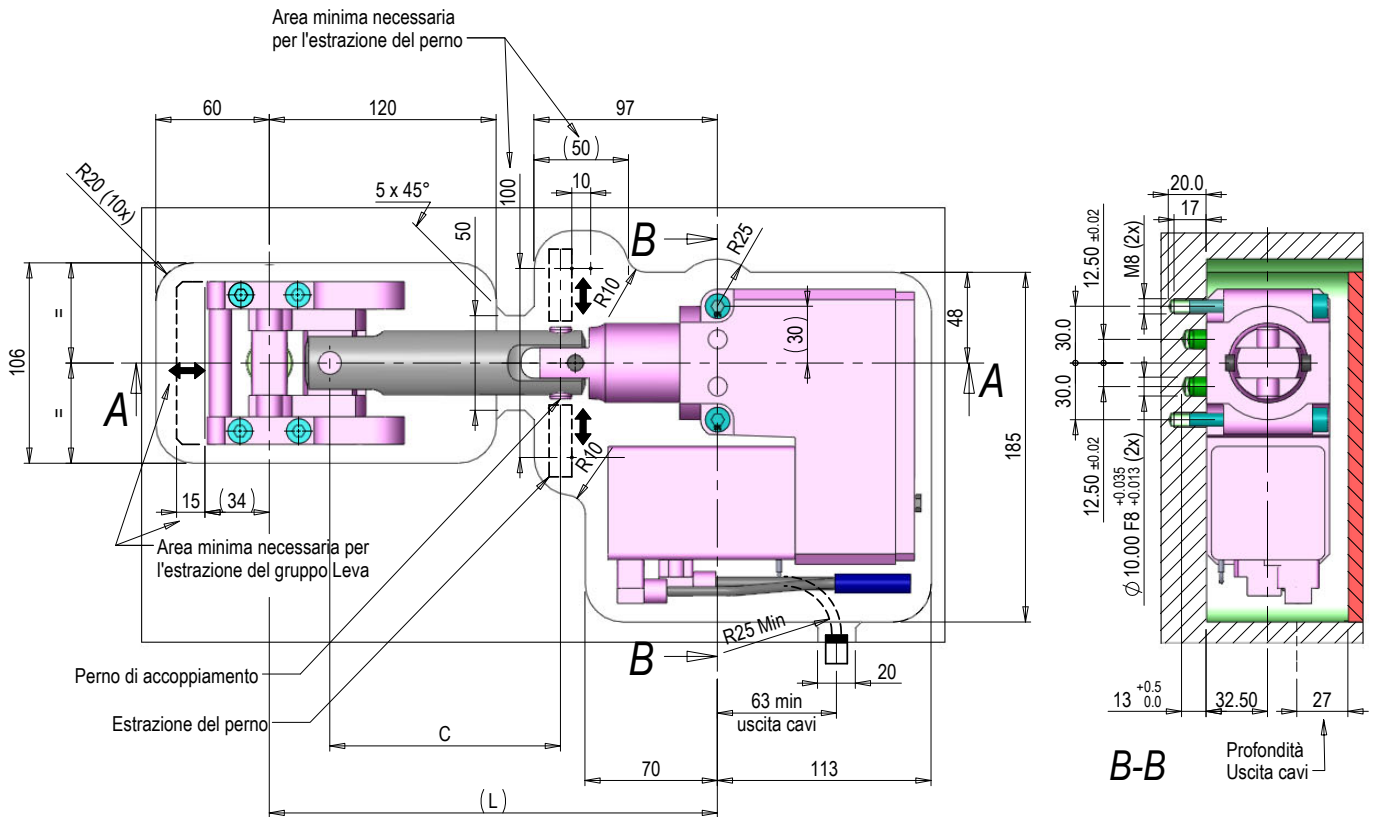 Area minima necessaria
per l'estrazione del perno
60
120
97
(50)
10
100
R20 (10x)
5 x 45°
50
B
R25
R10
=
106
=
A
A
(30)
48
185
R10
15
(34)
Area minima necessaria per
l'estrazione del gruppo Leva
R25 Min
B
Perno di accoppiamento
Estrazione del perno
20
63 min
uscita cavi
C
70
113
(L)
20.0
17
12.50 ±0.02
M8 (2x)
30.0
30.0
12.50 ±0.02
Ø 10.00 F8 +0.035 +0.013 (2x)
13 +0.5 0.0
32.50
27
B-B
Profondità
Uscita cavi